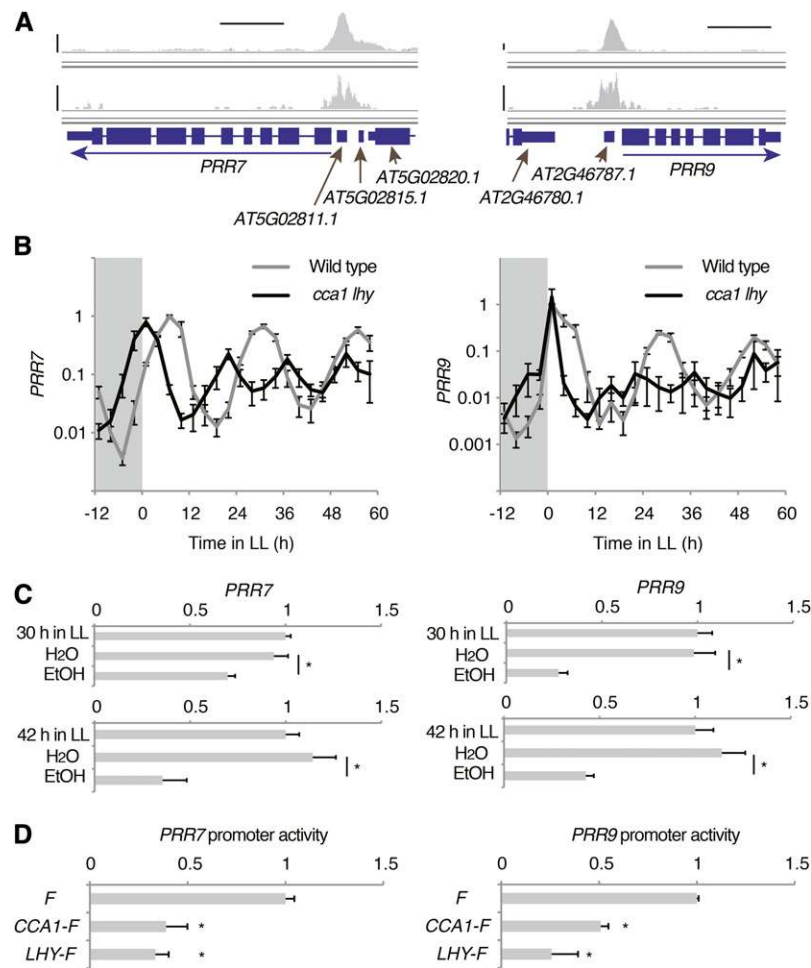 A
PRR7
AT5G02820.1
AT5G02815.1
AT5G02811.1
AT2G46787.1
PRR9
AT2G46780.1
B
Wild type
cca1 lhy
1
0.1
0.01
PRR7
-12 0 12 24 36 48 60
Time in LL (h)
Wild type
cca1 lhy
1
0.1
0.01
0.001
PRR9
-12 0 12 24 36 48 60
Time in LL (h)
C
PRR7
0 0.5 1 1.5
30 h in LL
H2O
EtOH
*
0 0.5 1 1.5
42 h in LL
H2O
EtOH
*
PRR9
0 0.5 1 1.5
30 h in LL
H2O
EtOH
*
0 0.5 1 1.5
42 h in LL
H2O
EtOH
*
D
PRR7 promoter activity
0 0.5 1 1.5
F
CCA1-F *
LHY-F *
PRR9 promoter activity
0 0.5 1 1.5
F
CCA1-F *
LHY-F *